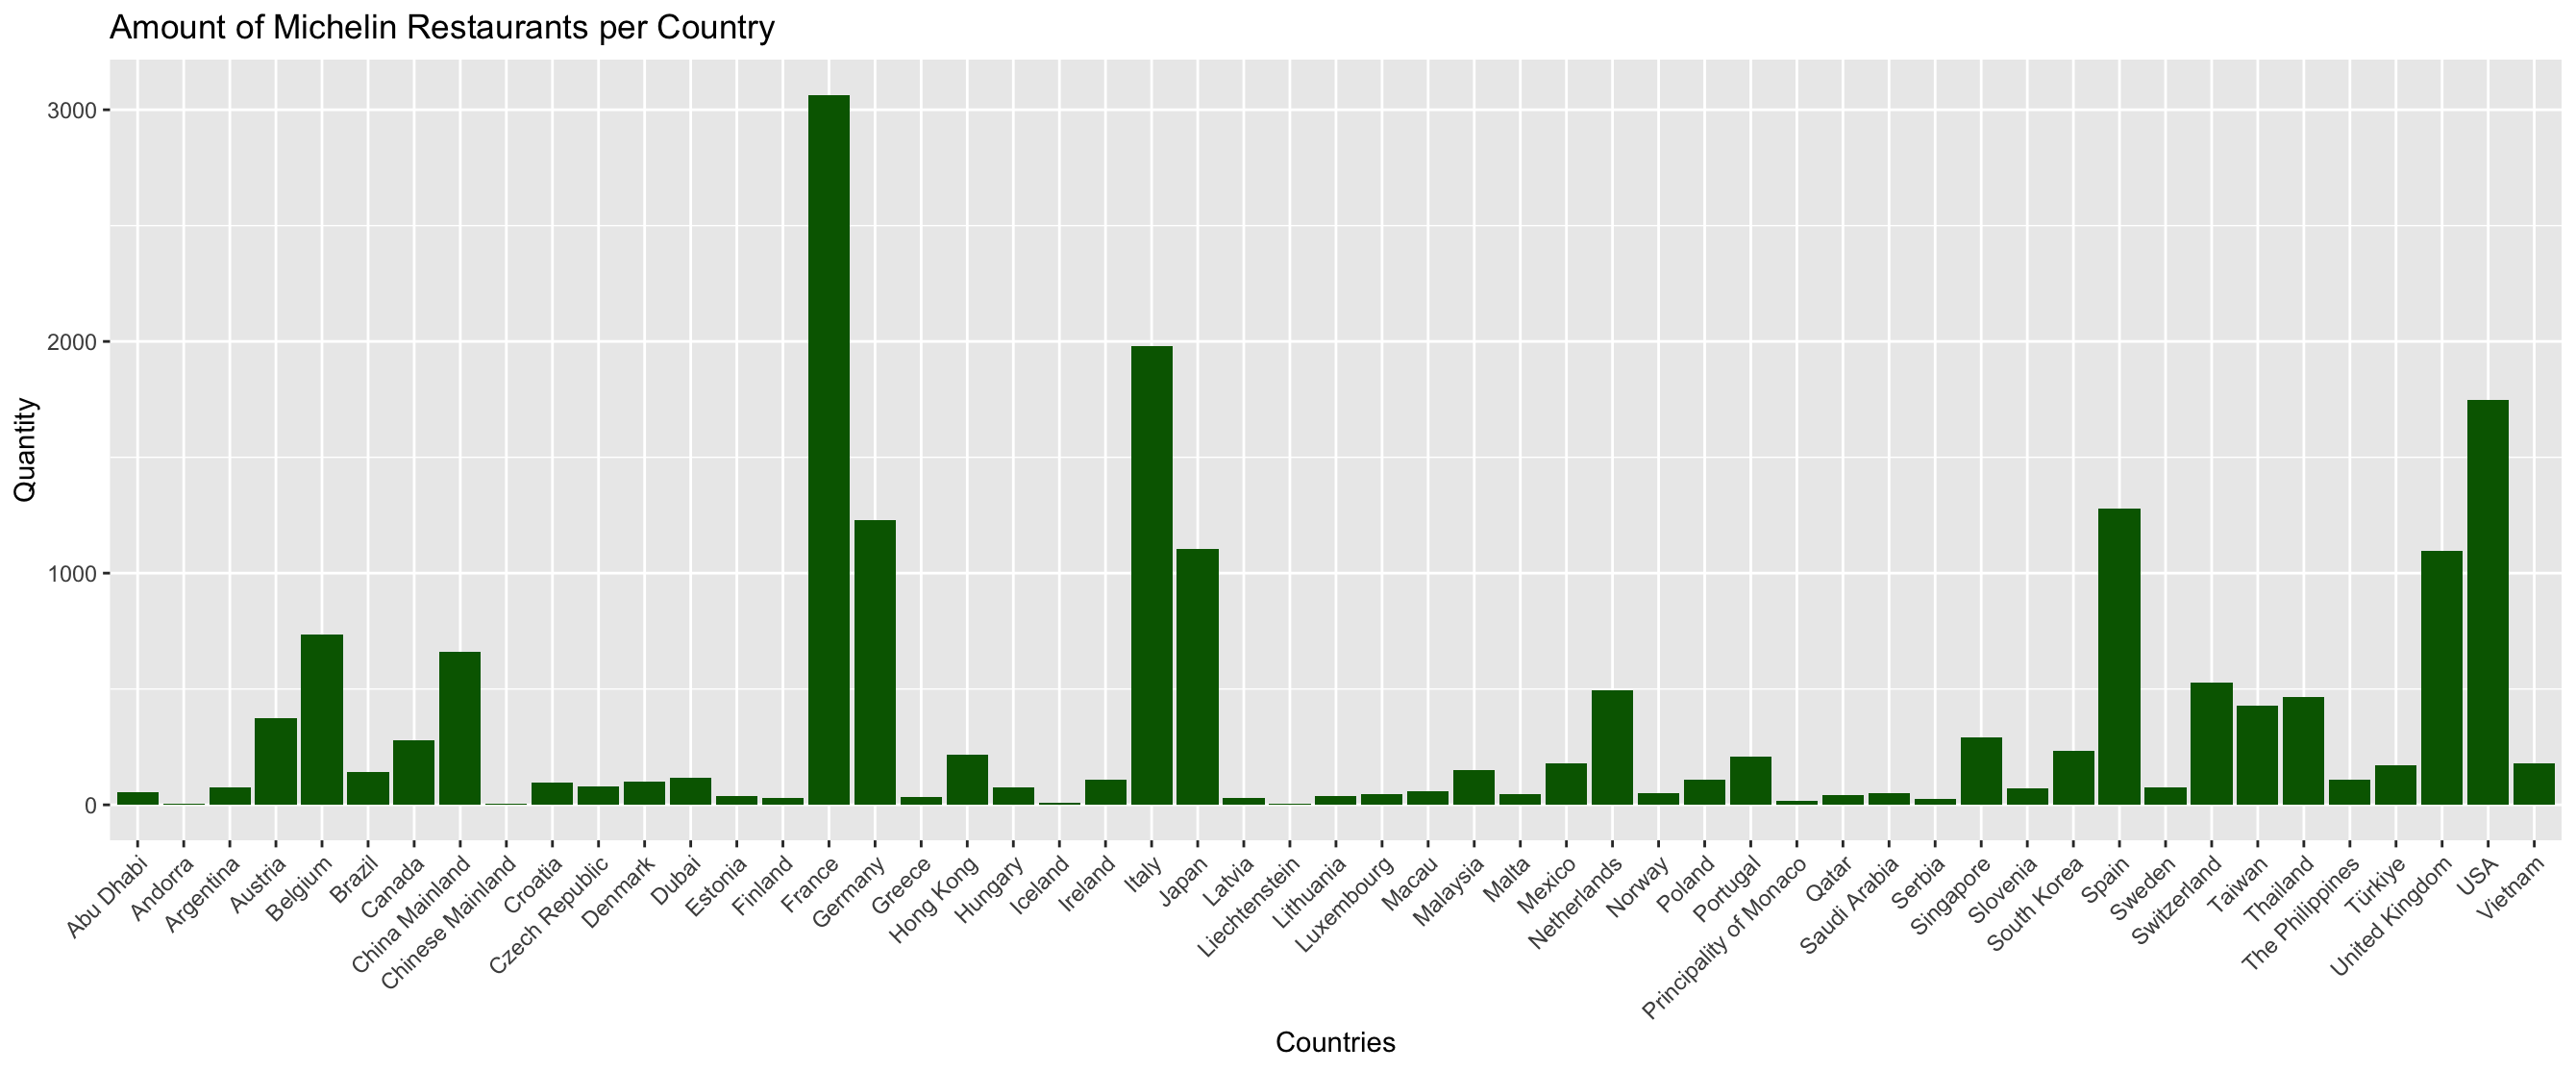 Amount of Michelin Restaurants per Country
Quantity
3000
2000
1000
0
Abu Dhabi
Andorra
Argentina
Austria
Belgium
Brazil
Canada
China Mainland
Chinese Mainland
Croatia
Czech Republic
Denmark
Dubai
Estonia
Finland
France
Germany
Greece
Hong Kong
Hungary
Iceland
Ireland
Italy
Japan
Latvia
Liechtenstein
Lithuania
Luxembourg
Macau
Malaysia
Malta
Mexico
Netherlands
Norway
Poland
Portugal
Principality of Monaco
Qatar
Saudi Arabia
Serbia
Singapore
Slovenia
South Korea
Spain
Sweden
Switzerland
Taiwan
Thailand
The Philippines
Türkiye
United Kingdom
USA
Vietnam
Countries